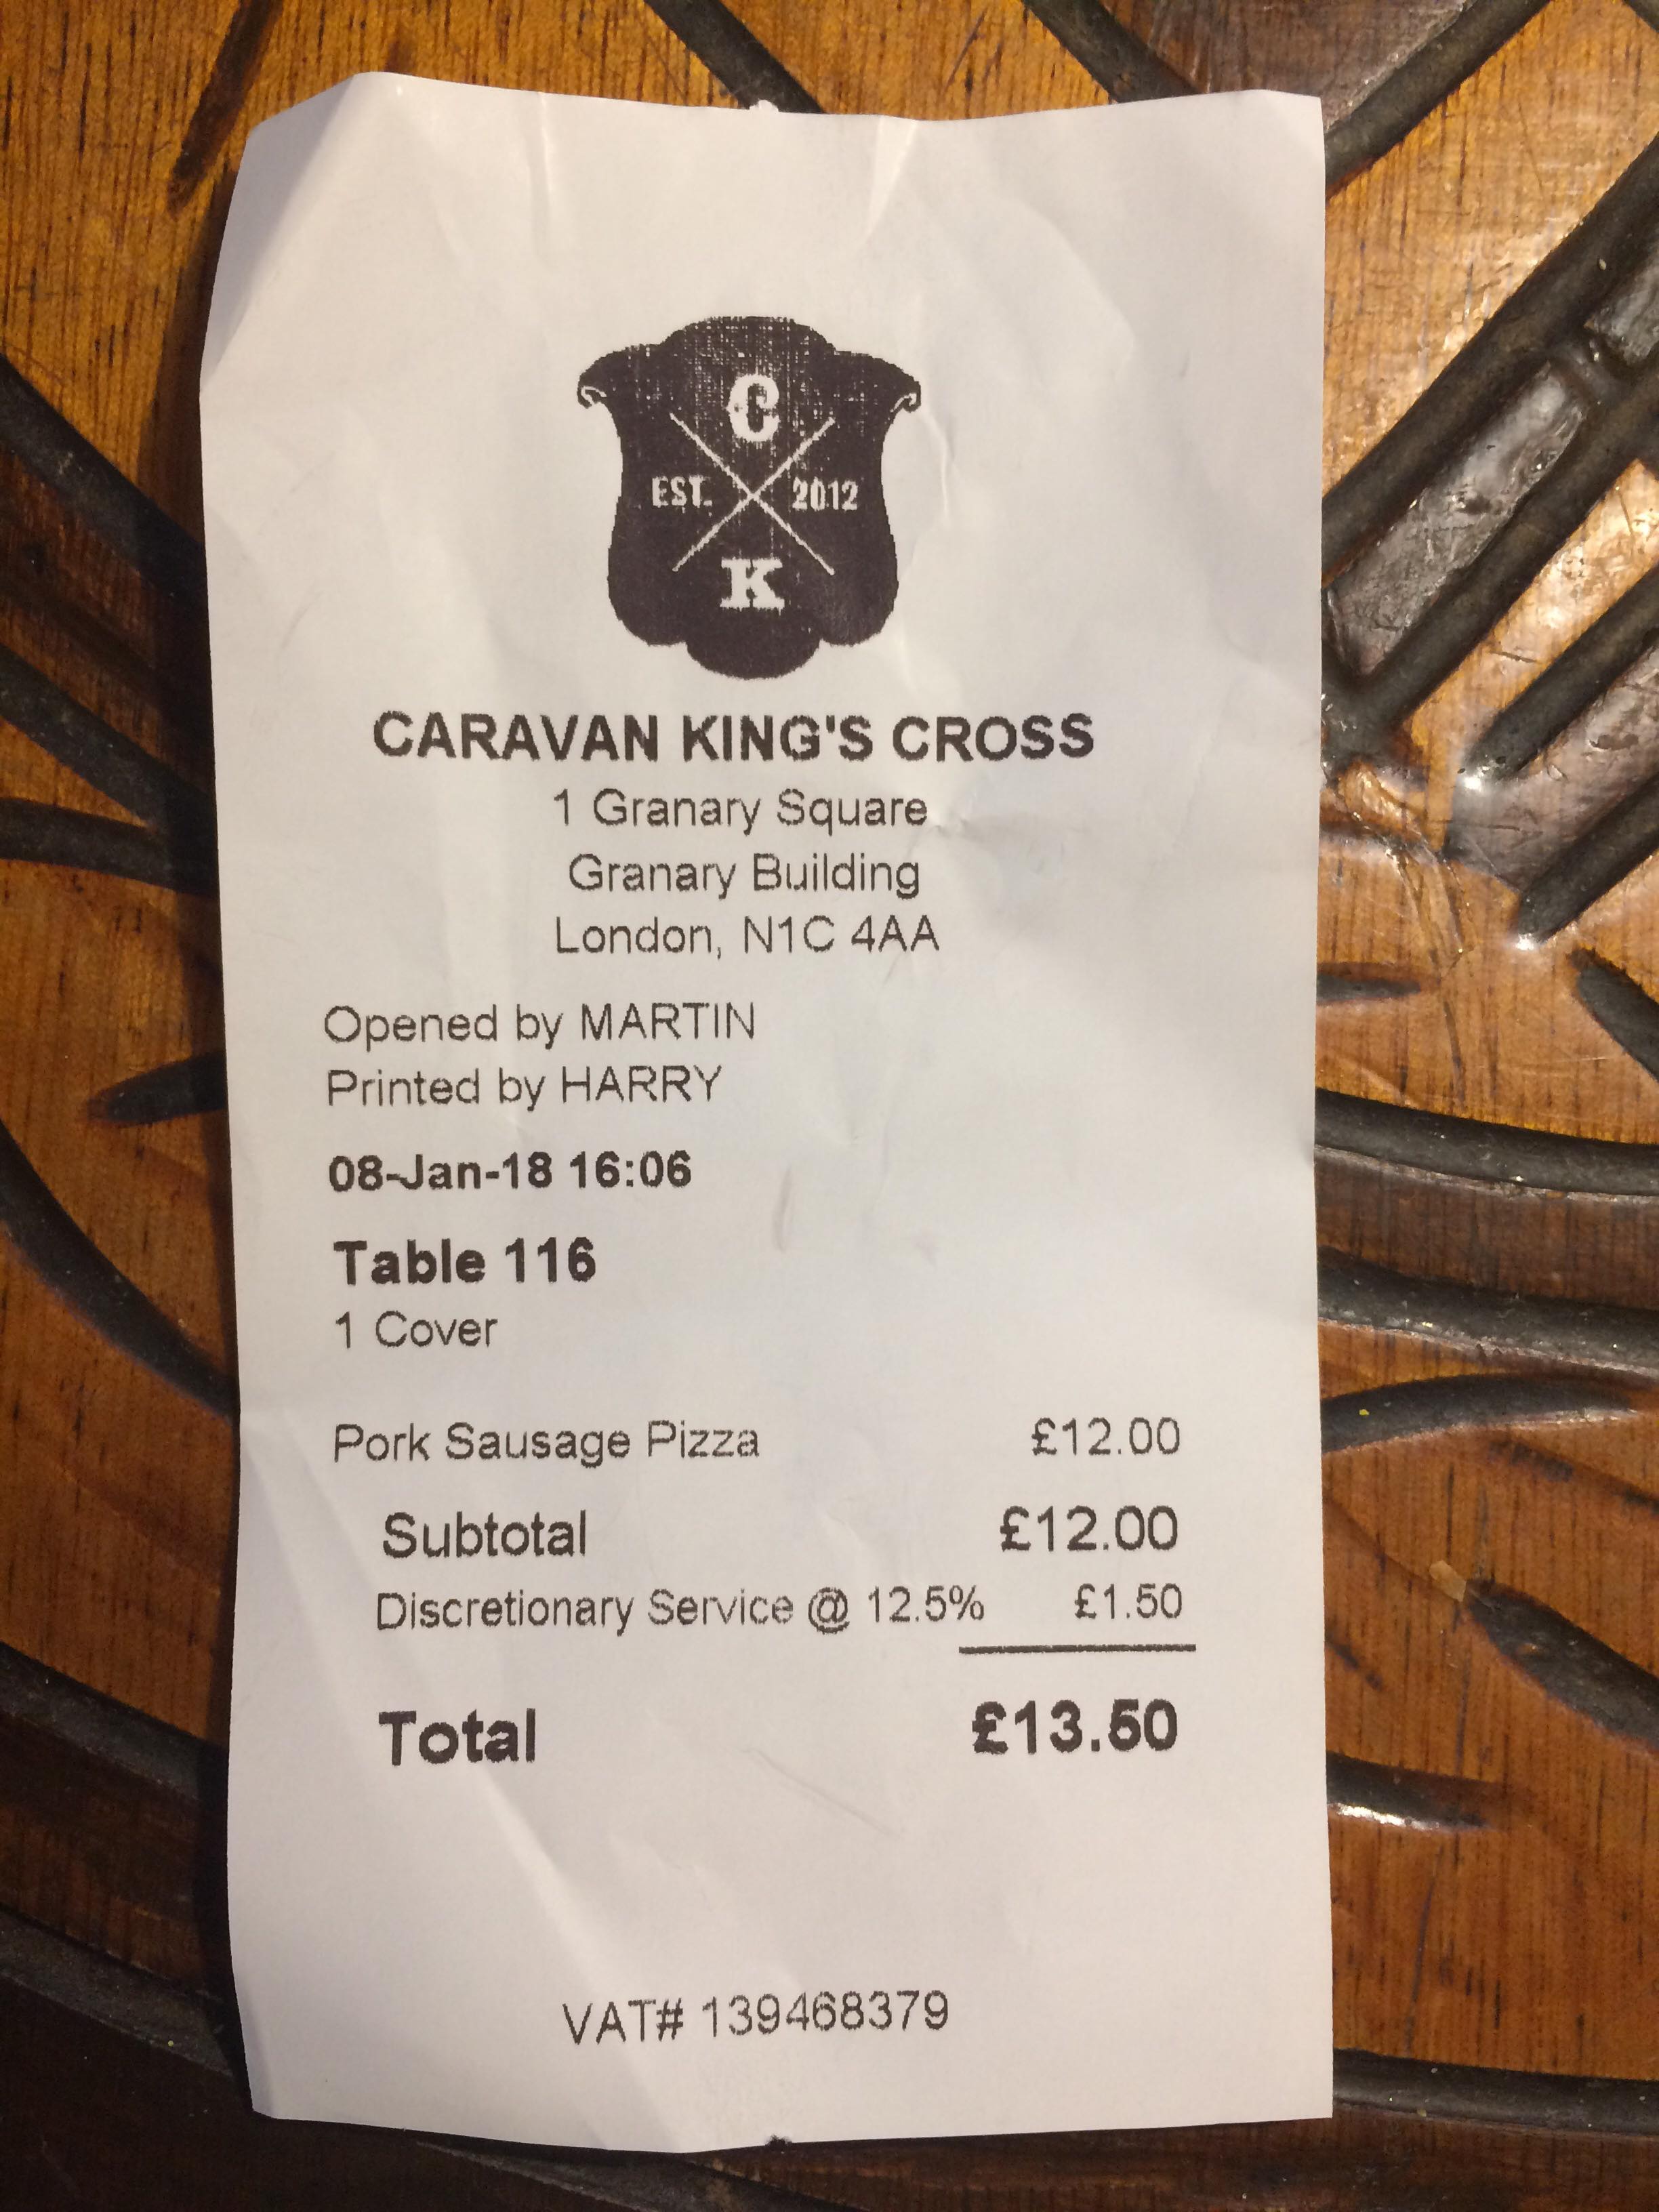 C
EST. 2012
K
CARAVAN KING'S CROSS
1 Granary Square
Granary Building
London, N1C 4AA
Opened by MARTIN
Printed by HARRY
08-Jan-18 16:06
Table 116
1 Cover
Pork Sausage Pizza £12.00
Subtotal £12.00
Discretionary Service @ 12.5% £1.50
Total £13.50
VAT# 139468379